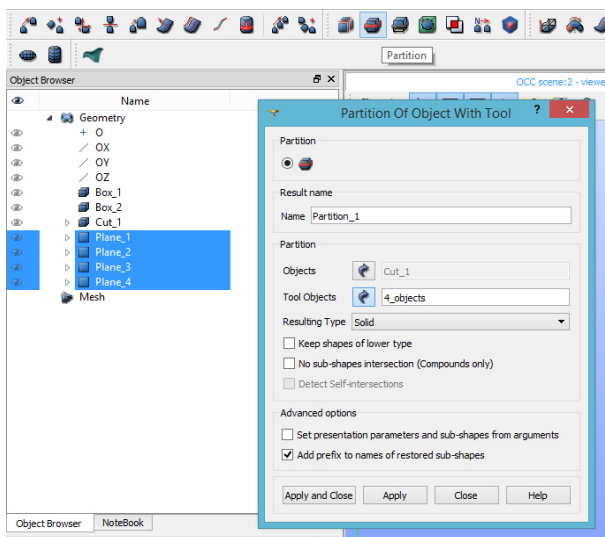 Partition
Object Browser
OCC scene:2 - viewe
Name
Geometry
O
OX
OY
OZ
Box_1
Box_2
Cut_1
Plane_1
Plane_2
Plane_3
Plane_4
Mesh
Partition Of Object With Tool ? ×
Partition
Result name
Name Partition_1
Partition
Objects Cut_1
Tool Objects 4_objects
Resulting Type Solid
Keep shapes of lower type
No sub-shapes intersection (Compounds only)
Detect Self-intersections
Advanced options
Set presentation parameters and sub-shapes from arguments
Add prefix to names of restored sub-shapes
Apply and Close Apply Close Help
Object Browser NoteBook